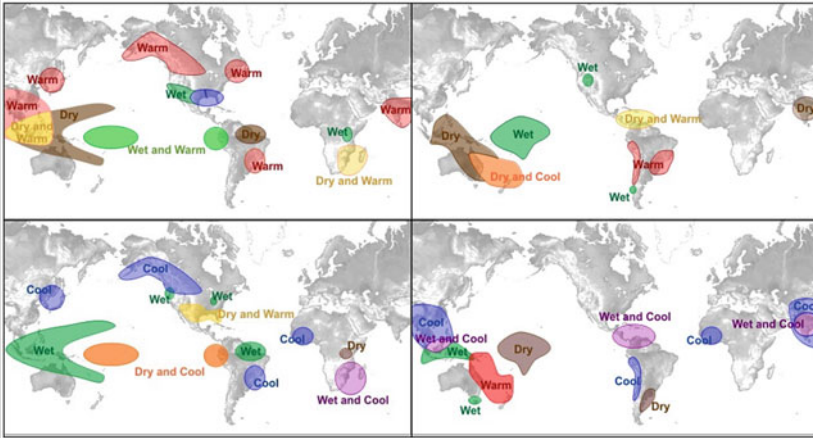 Warm
Warm
Warm
Wet
Warm
Dry and
Warm
Dry
Wet and Warm
Dry
Warm
Wet
Dry and Warm
Warm
Wet
Dry
Wet
Dry and Cool
Dry and Warm
Warm
Wet
Dry
Cool
Cool
Wet
Wet
Dry and Warm
Wet
Dry and Cool
Wet
Cool
Cool
Dry
Wet and Cool
Cool
Wet and Cool
Wet
Warm
Wet
Dry
Wet and Cool
Cool
Cool
Dry
Cool
Wet and Cool